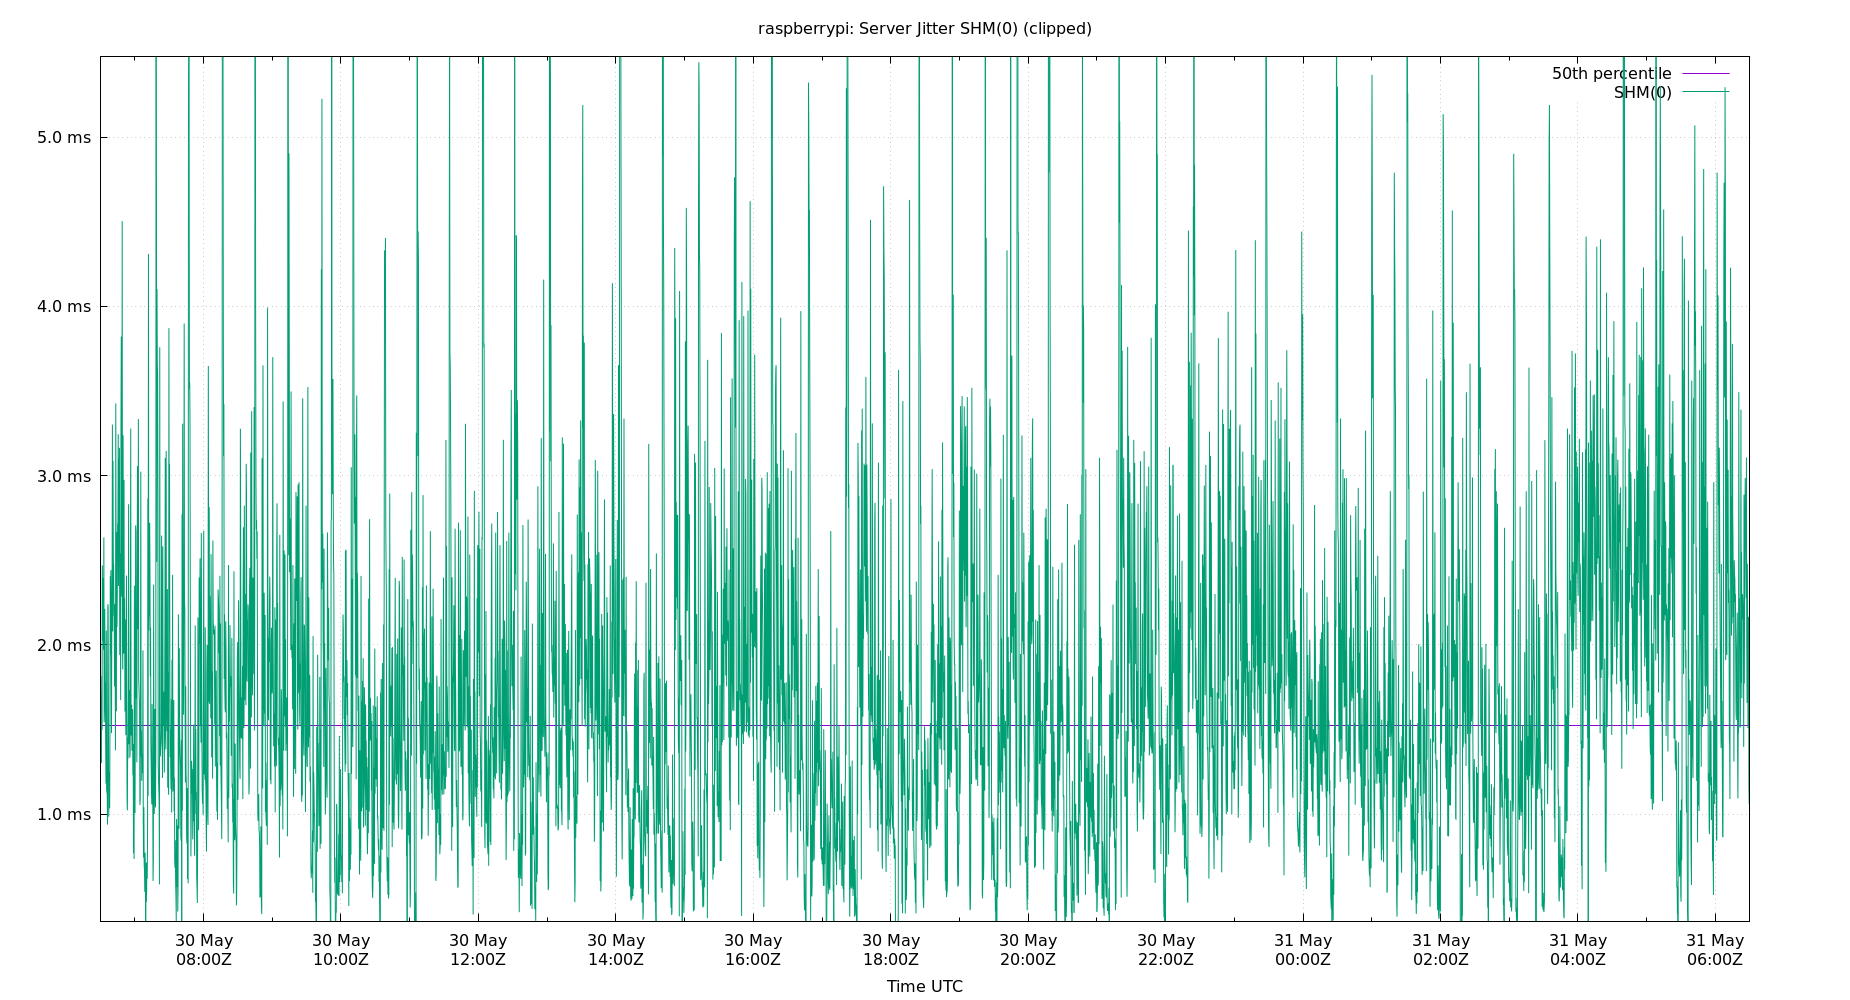 raspberrypi: Server Jitter SHM(0) (clipped)
50th percentile
SHM(0)
5.0 ms
4.0 ms
3.0 ms
2.0 ms
1.0 ms
30 May 30 May 30 May 30 May 30 May 30 May 30 May 30 May 31 May 31 May 31 May 31 May
08:00Z 10:00Z 12:00Z 14:00Z 16:00Z 18:00Z 20:00Z 22:00Z 00:00Z 02:00Z 04:00Z 06:00Z
Time UTC